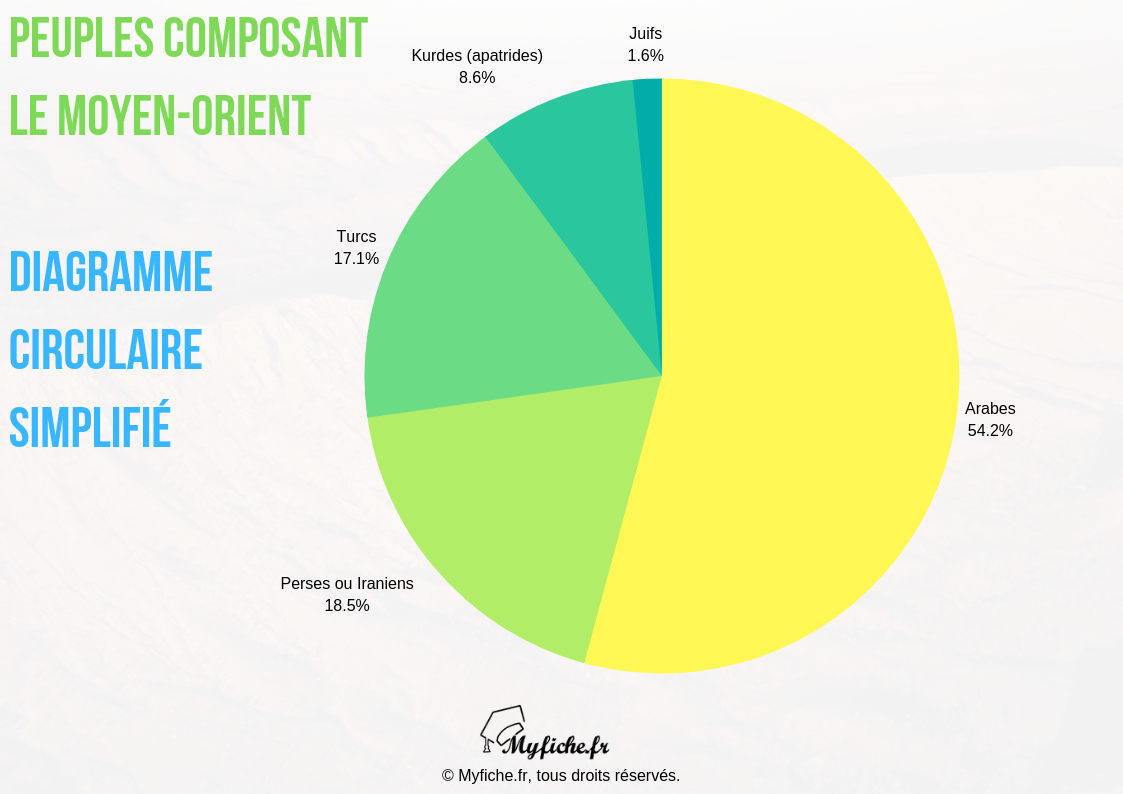 PEUPLES COMPOSANT
LE MOYEN-ORIENT
DIAGRAMME
CIRCULAIRE
SIMPLIFIÉ
Juifs
1.6%
Kurdes (apatrides)
8.6%
Turcs
17.1%
Arabes
54.2%
Perses ou Iraniens
18.5%
Myfiche.fr
© Myfiche.fr, tous droits réservés.